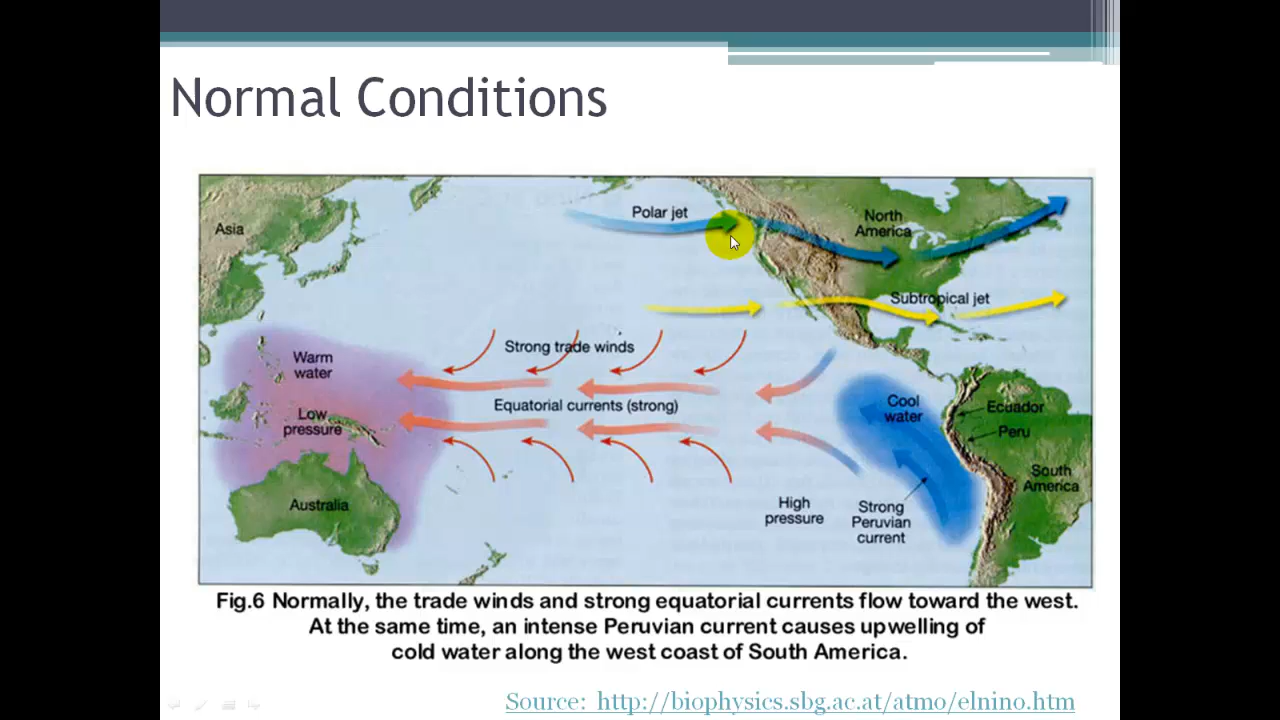 Normal Conditions
Polar jet
North
America
Asia
Subtropical jet
Strong trade winds
Warm
water
Equatorial currents (strong)
Cool
water
Low
pressure
Ecuador
Peru
South
America
Australia
High
pressure
Strong
Peruvian
current
Fig.6 Normally, the trade winds and strong equatorial currents flow toward the west.
At the same time, an intense Peruvian current causes upwelling of
cold water along the west coast of South America.
Source: http://biophysics.sbg.ac.at/atmo/elnino.htm